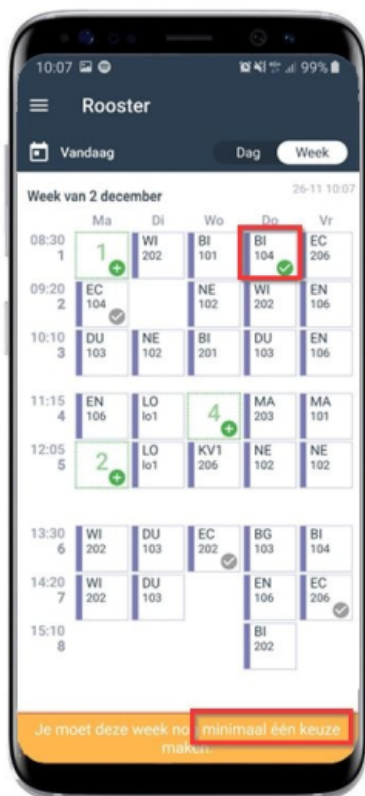 10:07 99%
Rooster
Vandaag Dag Week
Week van 2 december 26-11 10:07
Ma Di Wo Do Vr
08:30 1 WI BI BI EC
1 202 101 104 206
09:20 EC NE WI EN
2 104 102 202 106
10:10 DU NE BI DU EN
3 103 102 201 103 106
11:15 EN LO 4 MA MA
4 106 lo1 203 101
12:05 2 LO KV1 NE NE
5 lo1 206 102 102
13:30 WI DU EC BG BI
6 202 103 202 103 104
14:20 WI DU EN EC
7 202 103 106 206
15:10 BI
8 202
Je moet deze week nog minimaal één keuze
maken.